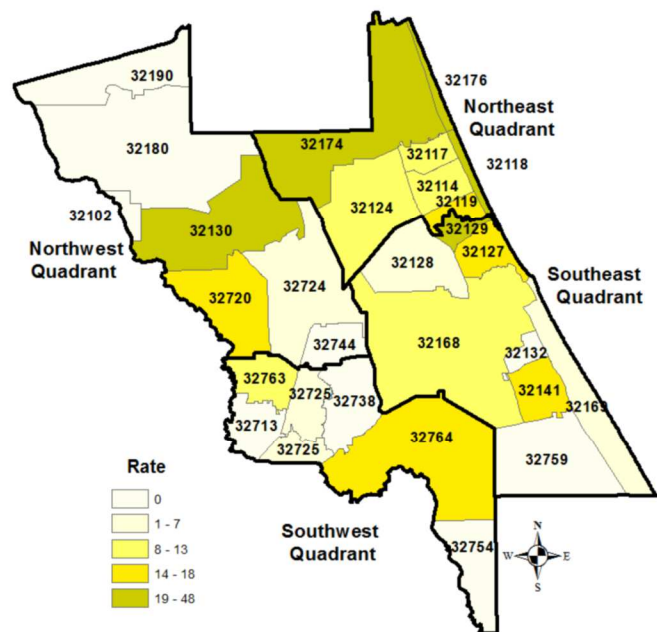 32190
32176
Northeast
Quadrant
32180
32174
32117
32118
32114
32102
32119
32124
32130
32129
Northwest
Quadrant
32128
32127
Southeast
Quadrant
32724
32720
32168
32744
32132
32763
32141
32725
32738
32169
32713
32764
32725
32759
Rate
0
1 - 7
8 - 13
14 - 18
19 - 48
Southwest
Quadrant
32754
N
W E
S